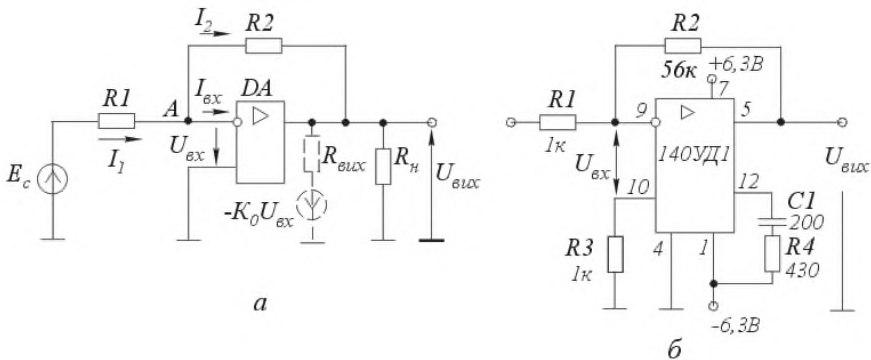 I₂
R2
R1
A
Iвх
DA
I₁
Uвх
Eс
Rвих
-K₀Uвх
Rн
Uвих
а
R2
56к
+6,3В
7
R1
1к
9
5
Uвх
140УД1
Uвих
10
12
C1
200
R3
1к
4
1
R4
430
-6,3В
б